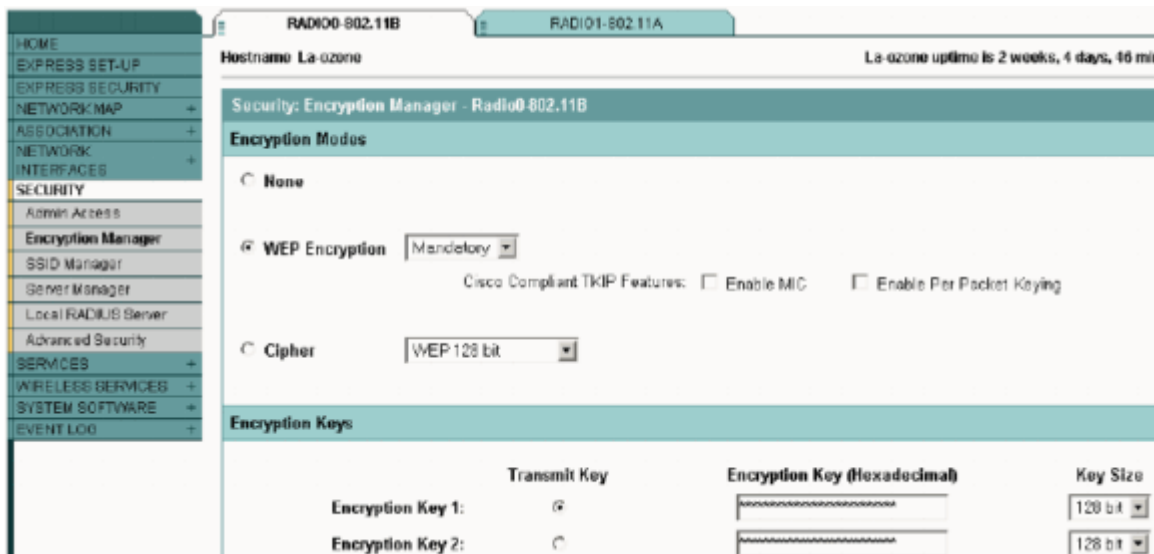 RADIO0-802.11B
RADIO1-802.11A
HOME
EXPRESS SET-UP
EXPRESS SECURITY
NETWORK MAP +
ASSOCIATION +
NETWORK INTERFACES +
SECURITY
Admin Access
Encryption Manager
SSID Manager
Server Manager
Local RADIUS Server
Advanced Security
SERVICES +
WIRELESS SERVICES +
SYSTEM SOFTWARE +
EVENT LOG +
Hostname La-ozone
La-ozone uptime is 2 weeks, 4 days, 46 min
Security: Encryption Manager - Radio0-802.11B
Encryption Modes
None
WEP Encryption Mandatory
Cisco Compliant TKIP Features: Enable MIC Enable Per Packet Keying
Cipher WEP 128 bit
Encryption Keys
Transmit Key Encryption Key (Hexadecimal) Key Size
Encryption Key 1: 128 bit
Encryption Key 2: 128 bit